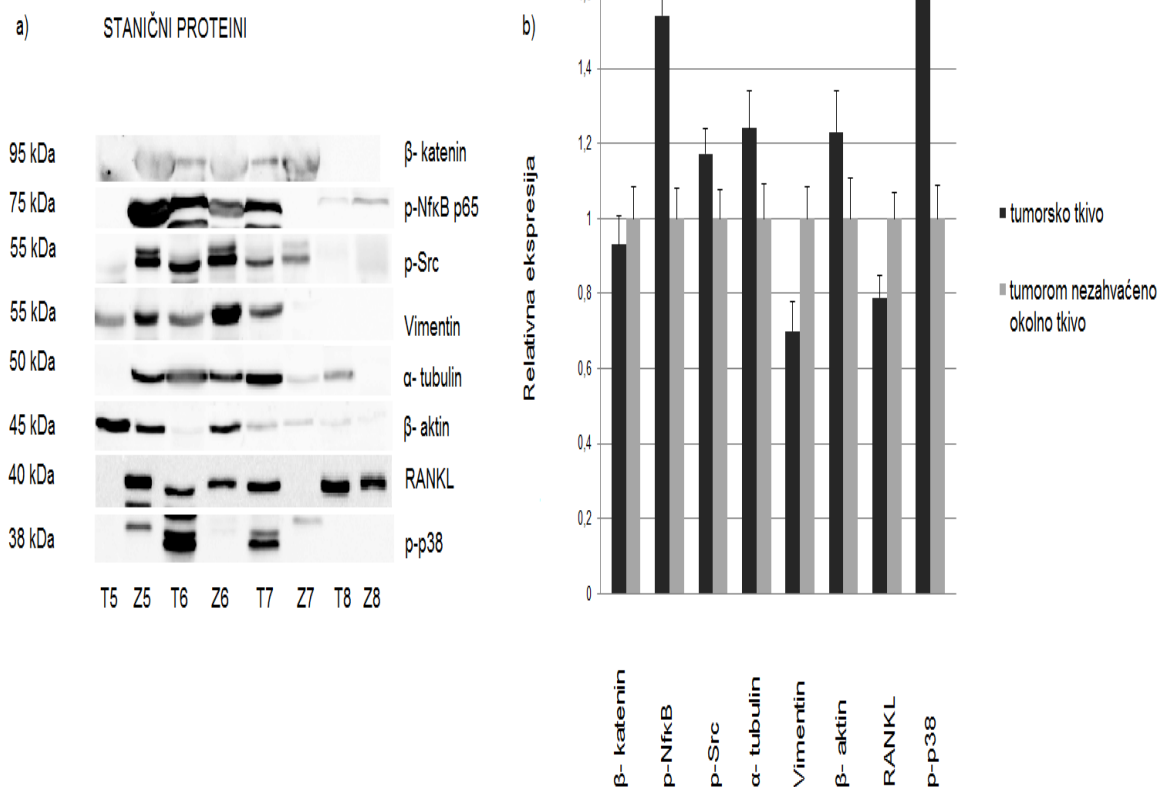 a)
STANIČNI PROTEINI
95 kDa
β- katenin
75 kDa
p-NfκB p65
55 kDa
p-Src
55 kDa
Vimentin
50 kDa
α- tubulin
45 kDa
β- aktin
40 kDa
RANKL
38 kDa
p-p38
T5 Z5 T6 Z6 T7 Z7 T8 Z8
b)
Relativna ekspresija
1,4
1,2
1
0,8
0,6
0,4
0,2
0
β- katenin
p-NfκB
p-Src
α- tubulin
Vimentin
β- aktin
RANKL
p-p38
tumorsko tkivo
tumorom nezahvaćeno
okolno tkivo